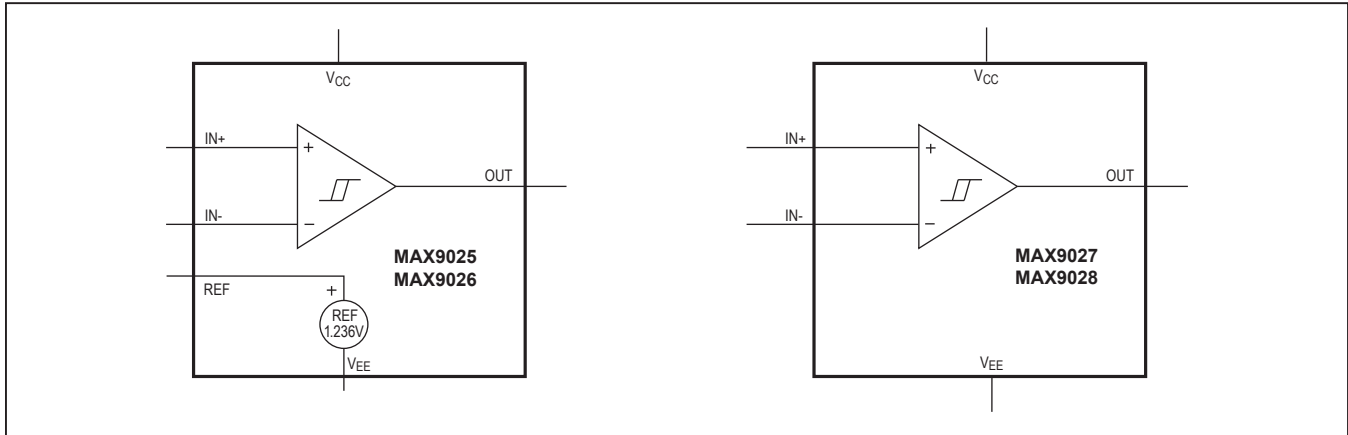 VCC
IN+
+
OUT
IN-
−
MAX9025
MAX9026
REF
+
REF
1.236V
VEE
VCC
IN+
+
OUT
IN-
−
MAX9027
MAX9028
VEE